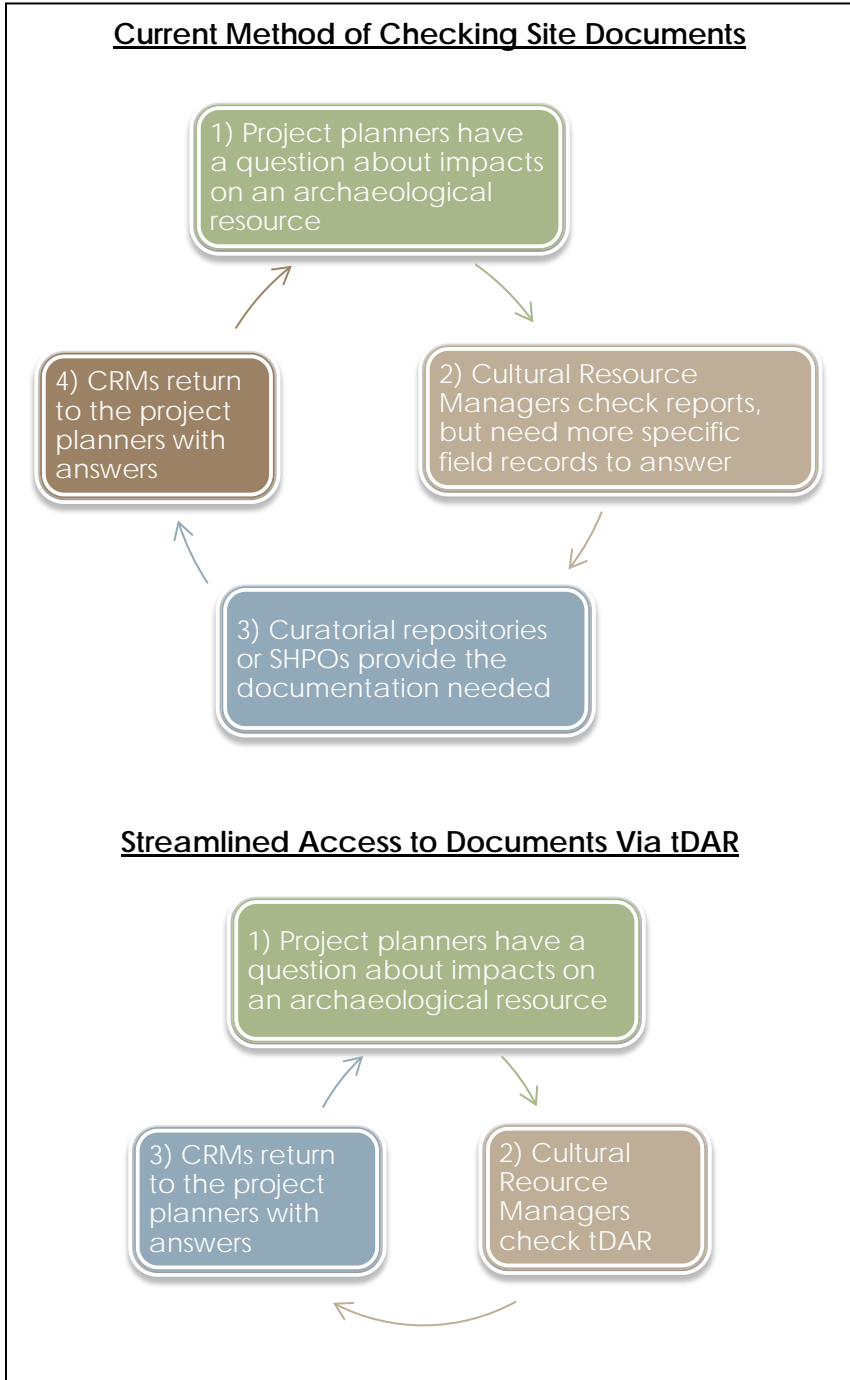 Current Method of Checking Site Documents
1) Project planners have
a question about impacts
on an archaeological
resource
2) Cultural Resource
Managers check reports,
but need more specific
field records to answer
3) Curatorial repositories
or SHPOs provide the
documentation needed
4) CRMs return
to the project
planners with
answers
Streamlined Access to Documents Via tDAR
1) Project planners have a
question about impacts on
an archaeological resource
2) Cultural
Reource
Managers
check tDAR
3) CRMs return
to the project
planners with
answers